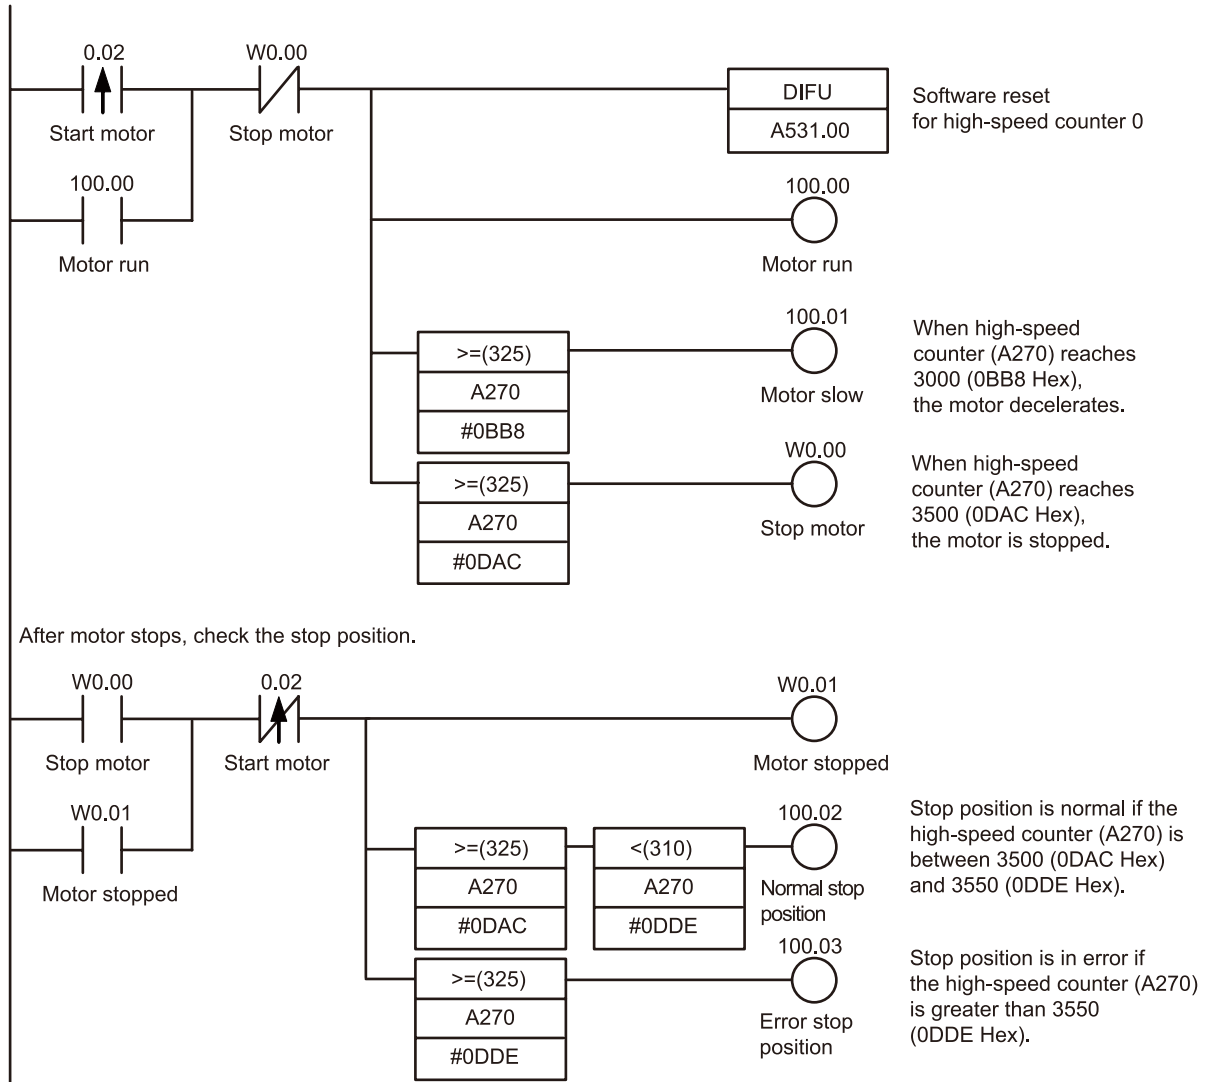 0.02
W0.00
DIFU
A531.00
Software reset
for high-speed counter 0
Start motor
Stop motor
100.00
Motor run
100.00
Motor run
100.01
Motor slow
>=(325)
A270
#0BB8
When high-speed
counter (A270) reaches
3000 (0BB8 Hex),
the motor decelerates.
W0.00
Stop motor
>=(325)
A270
#0DAC
When high-speed
counter (A270) reaches
3500 (0DAC Hex),
the motor is stopped.
After motor stops, check the stop position.
W0.00
Stop motor
0.02
Start motor
W0.01
Motor stopped
W0.01
Motor stopped
>=(325)
A270
#0DAC
<(310)
A270
#0DDE
100.02
Normal stop
position
Stop position is normal if the
high-speed counter (A270) is
between 3500 (0DAC Hex)
and 3550 (0DDE Hex).
>=(325)
A270
#0DDE
100.03
Error stop
position
Stop position is in error if
the high-speed counter (A270)
is greater than 3550
(0DDE Hex).